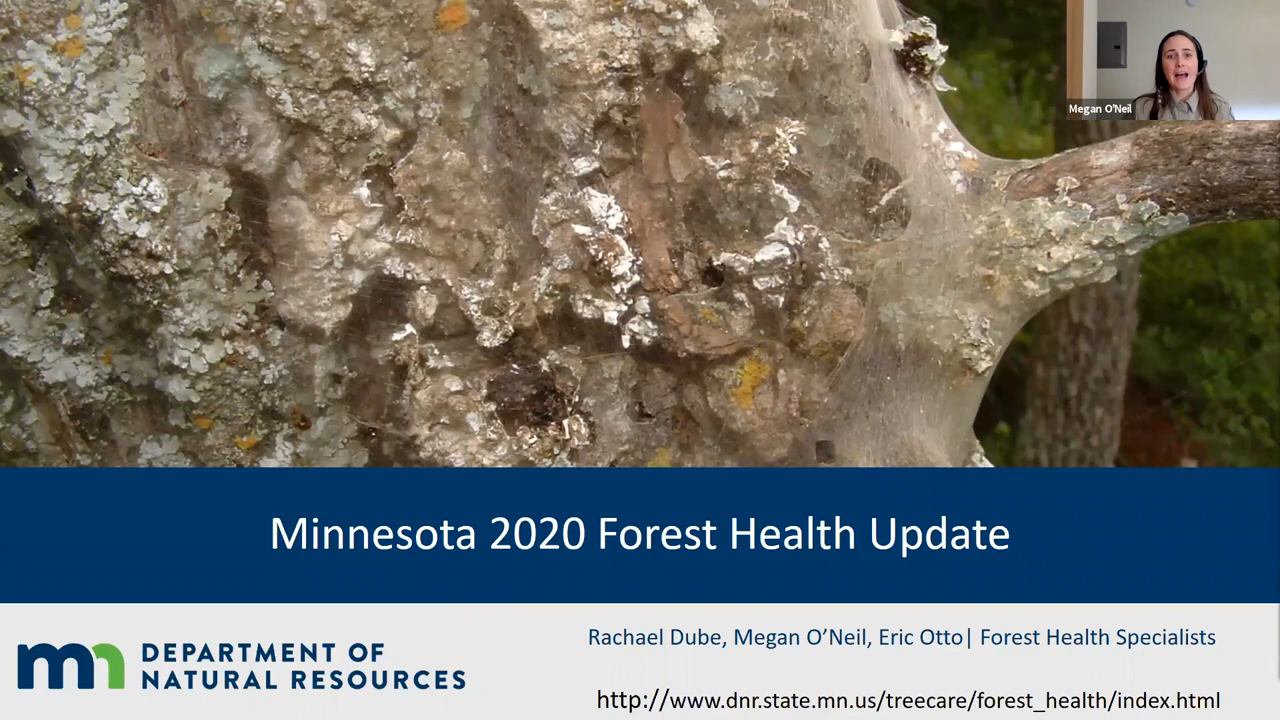 Megan O'Neil
Minnesota 2020 Forest Health Update
Rachael Dube, Megan O’Neil, Eric Otto| Forest Health Specialists
mn DEPARTMENT OF
NATURAL RESOURCES
http://www.dnr.state.mn.us/treecare/forest_health/index.html